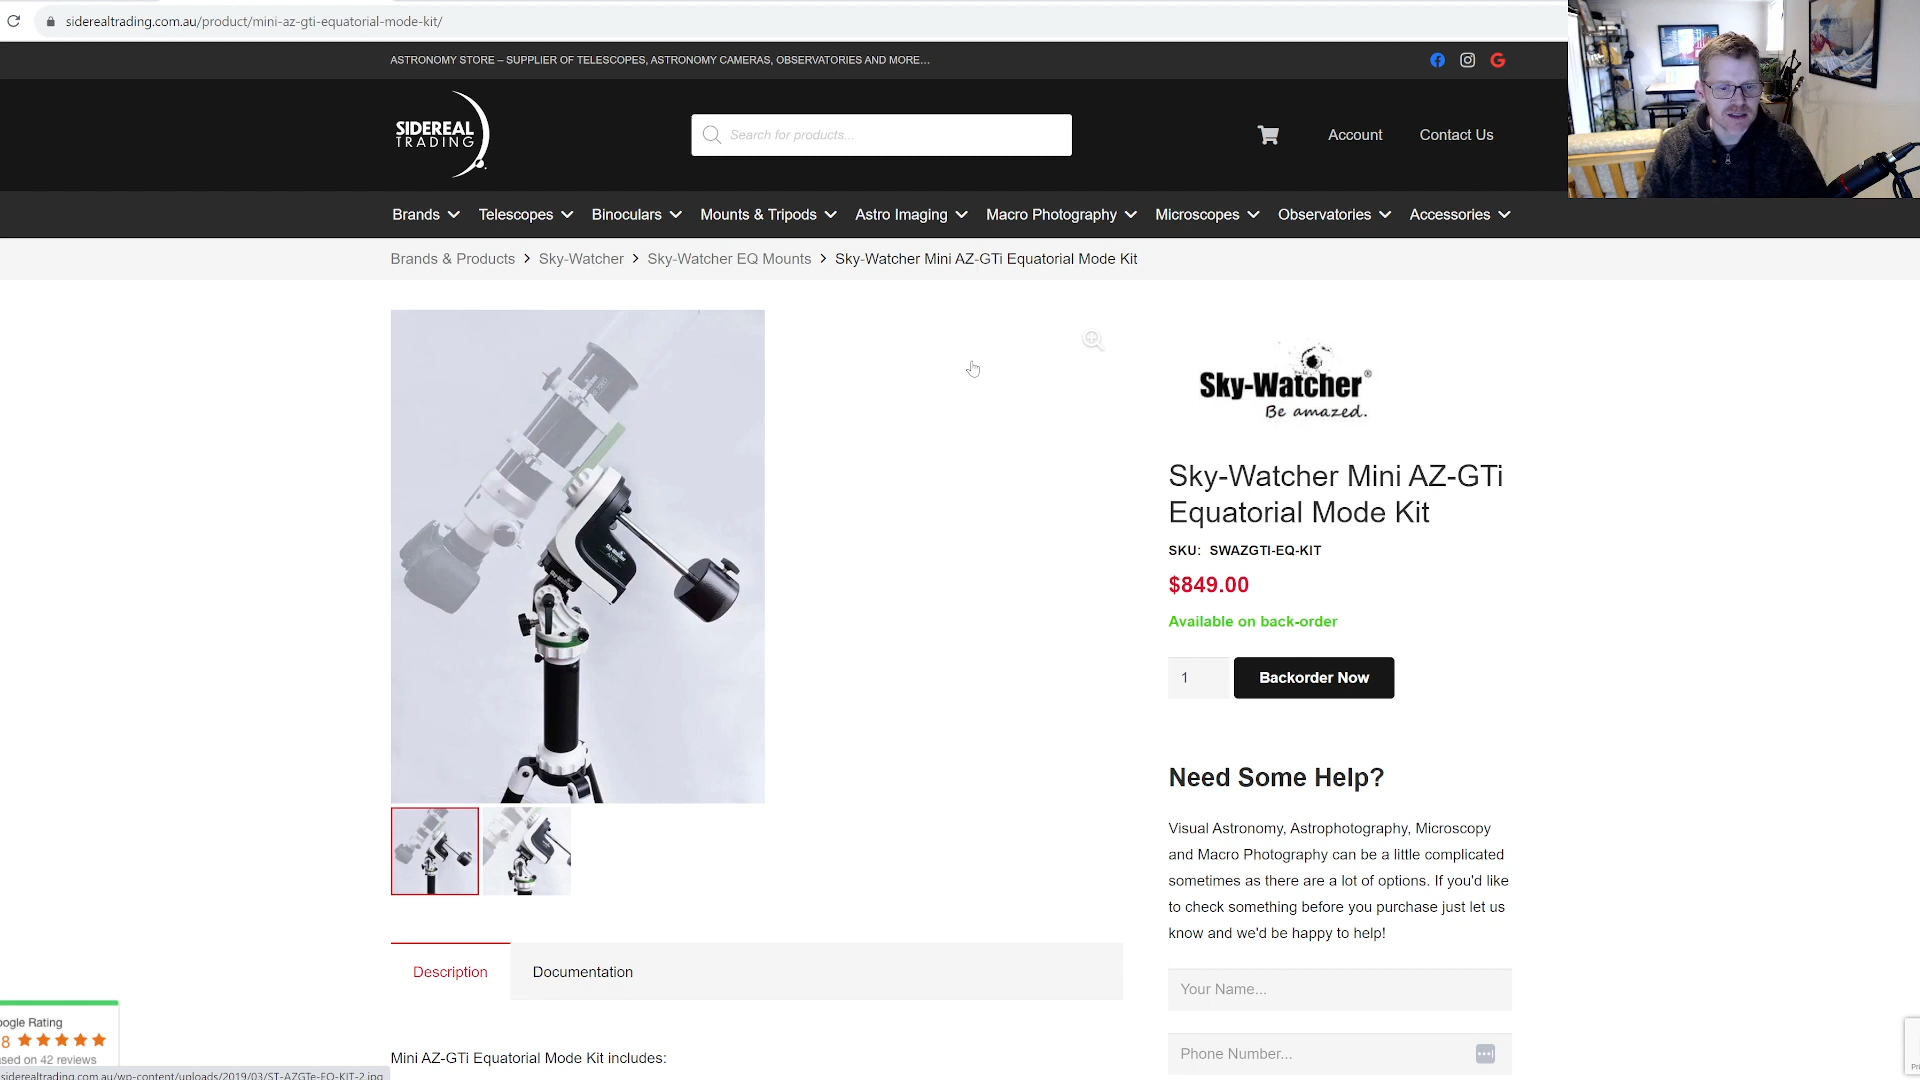 siderealtrading.com.au/product/mini-az-gti-equatorial-mode-kit/
ASTRONOMY STORE – SUPPLIER OF TELESCOPES, ASTRONOMY CAMERAS, OBSERVATORIES AND MORE…
SIDEREAL
TRADING
Search for products...
Account
Contact Us
Brands
Telescopes
Binoculars
Mounts & Tripods
Astro Imaging
Macro Photography
Microscopes
Observatories
Accessories
Brands & Products > Sky-Watcher > Sky-Watcher EQ Mounts > Sky-Watcher Mini AZ-GTi Equatorial Mode Kit
Sky-Watcher®
Be amazed.
Sky-Watcher Mini AZ-GTi
Equatorial Mode Kit
SKU: SWAZGTI-EQ-KIT
$849.00
Available on back-order
1
Backorder Now
Need Some Help?
Visual Astronomy, Astrophotography, Microscopy
and Macro Photography can be a little complicated
sometimes as there are a lot of options. If you'd like
to check something before you purchase just let us
know and we'd be happy to help!
Your Name...
Phone Number...
Description
Documentation
Mini AZ-GTi Equatorial Mode Kit includes:
oogle Rating
8
ased on 42 reviews
siderealtrading.com.au/wp-content/uploads/2019/03/ST-AZGTe-EQ-KIT-2.jpg